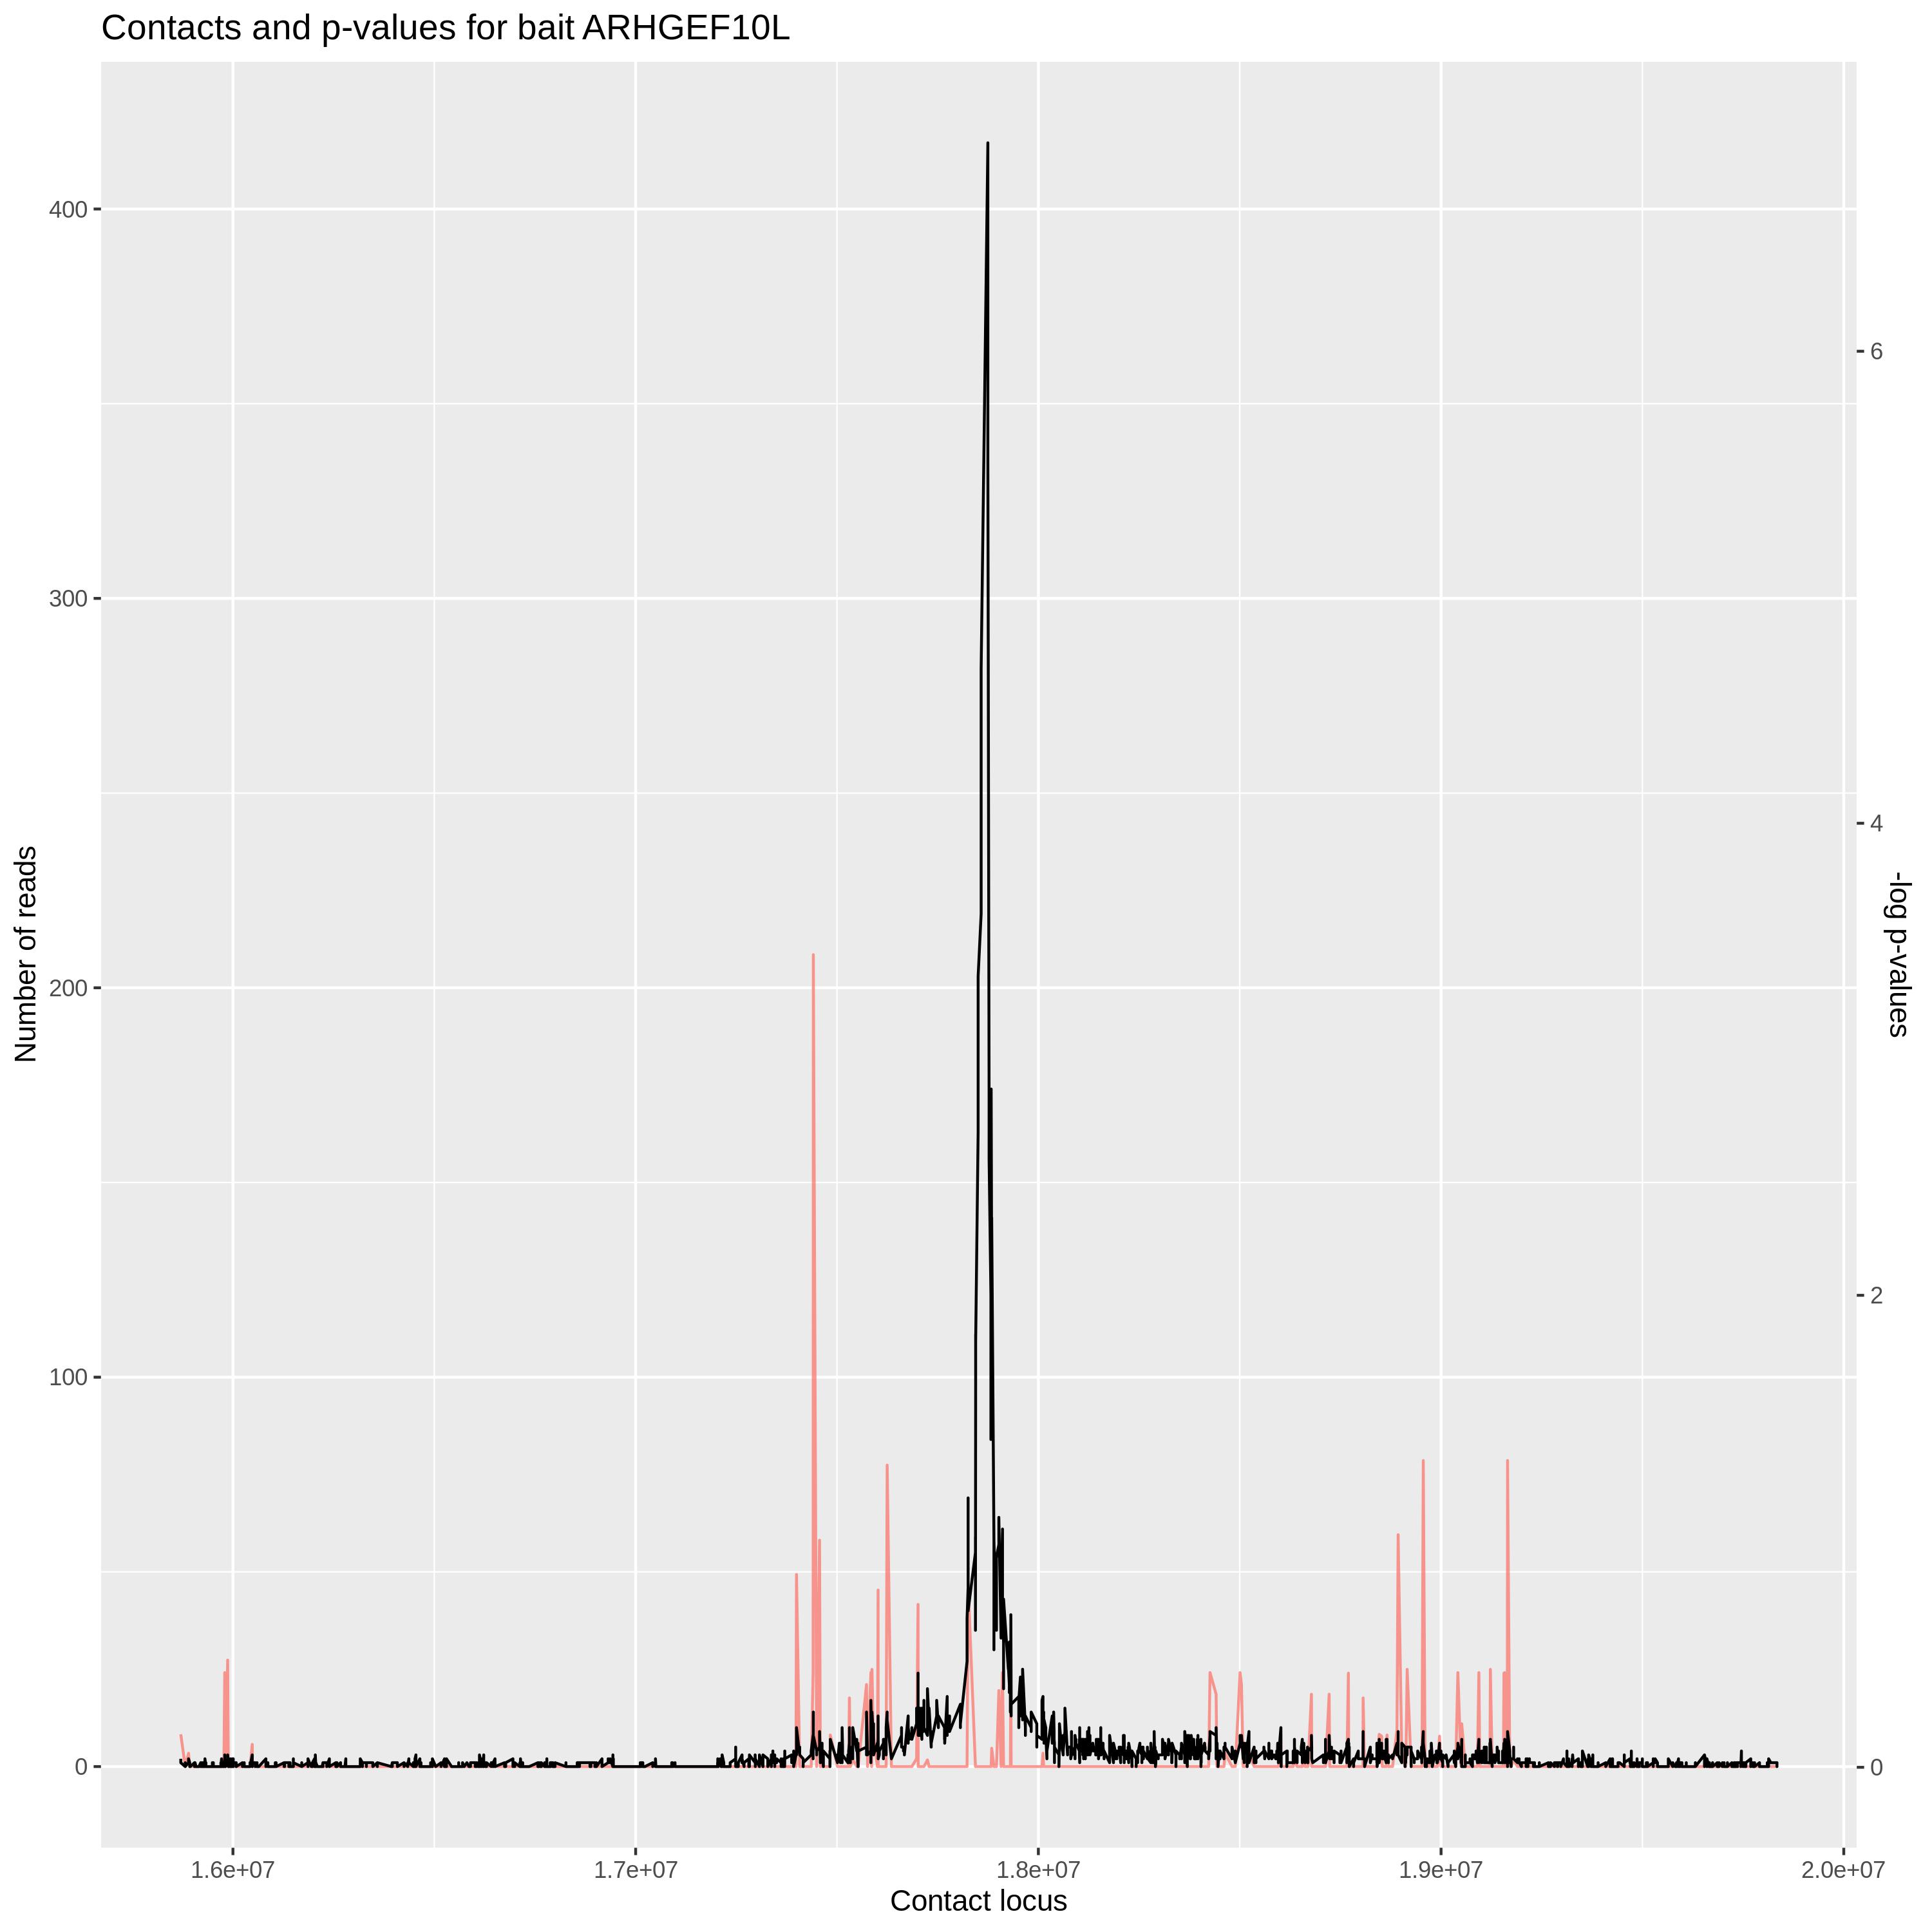 Contacts and p-values for bait ARHGEF10L
400
300
200
100
0
Number of reads
6
4
2
0
-log p-values
1.6e+07
1.7e+07
1.8e+07
1.9e+07
2.0e+07
Contact locus